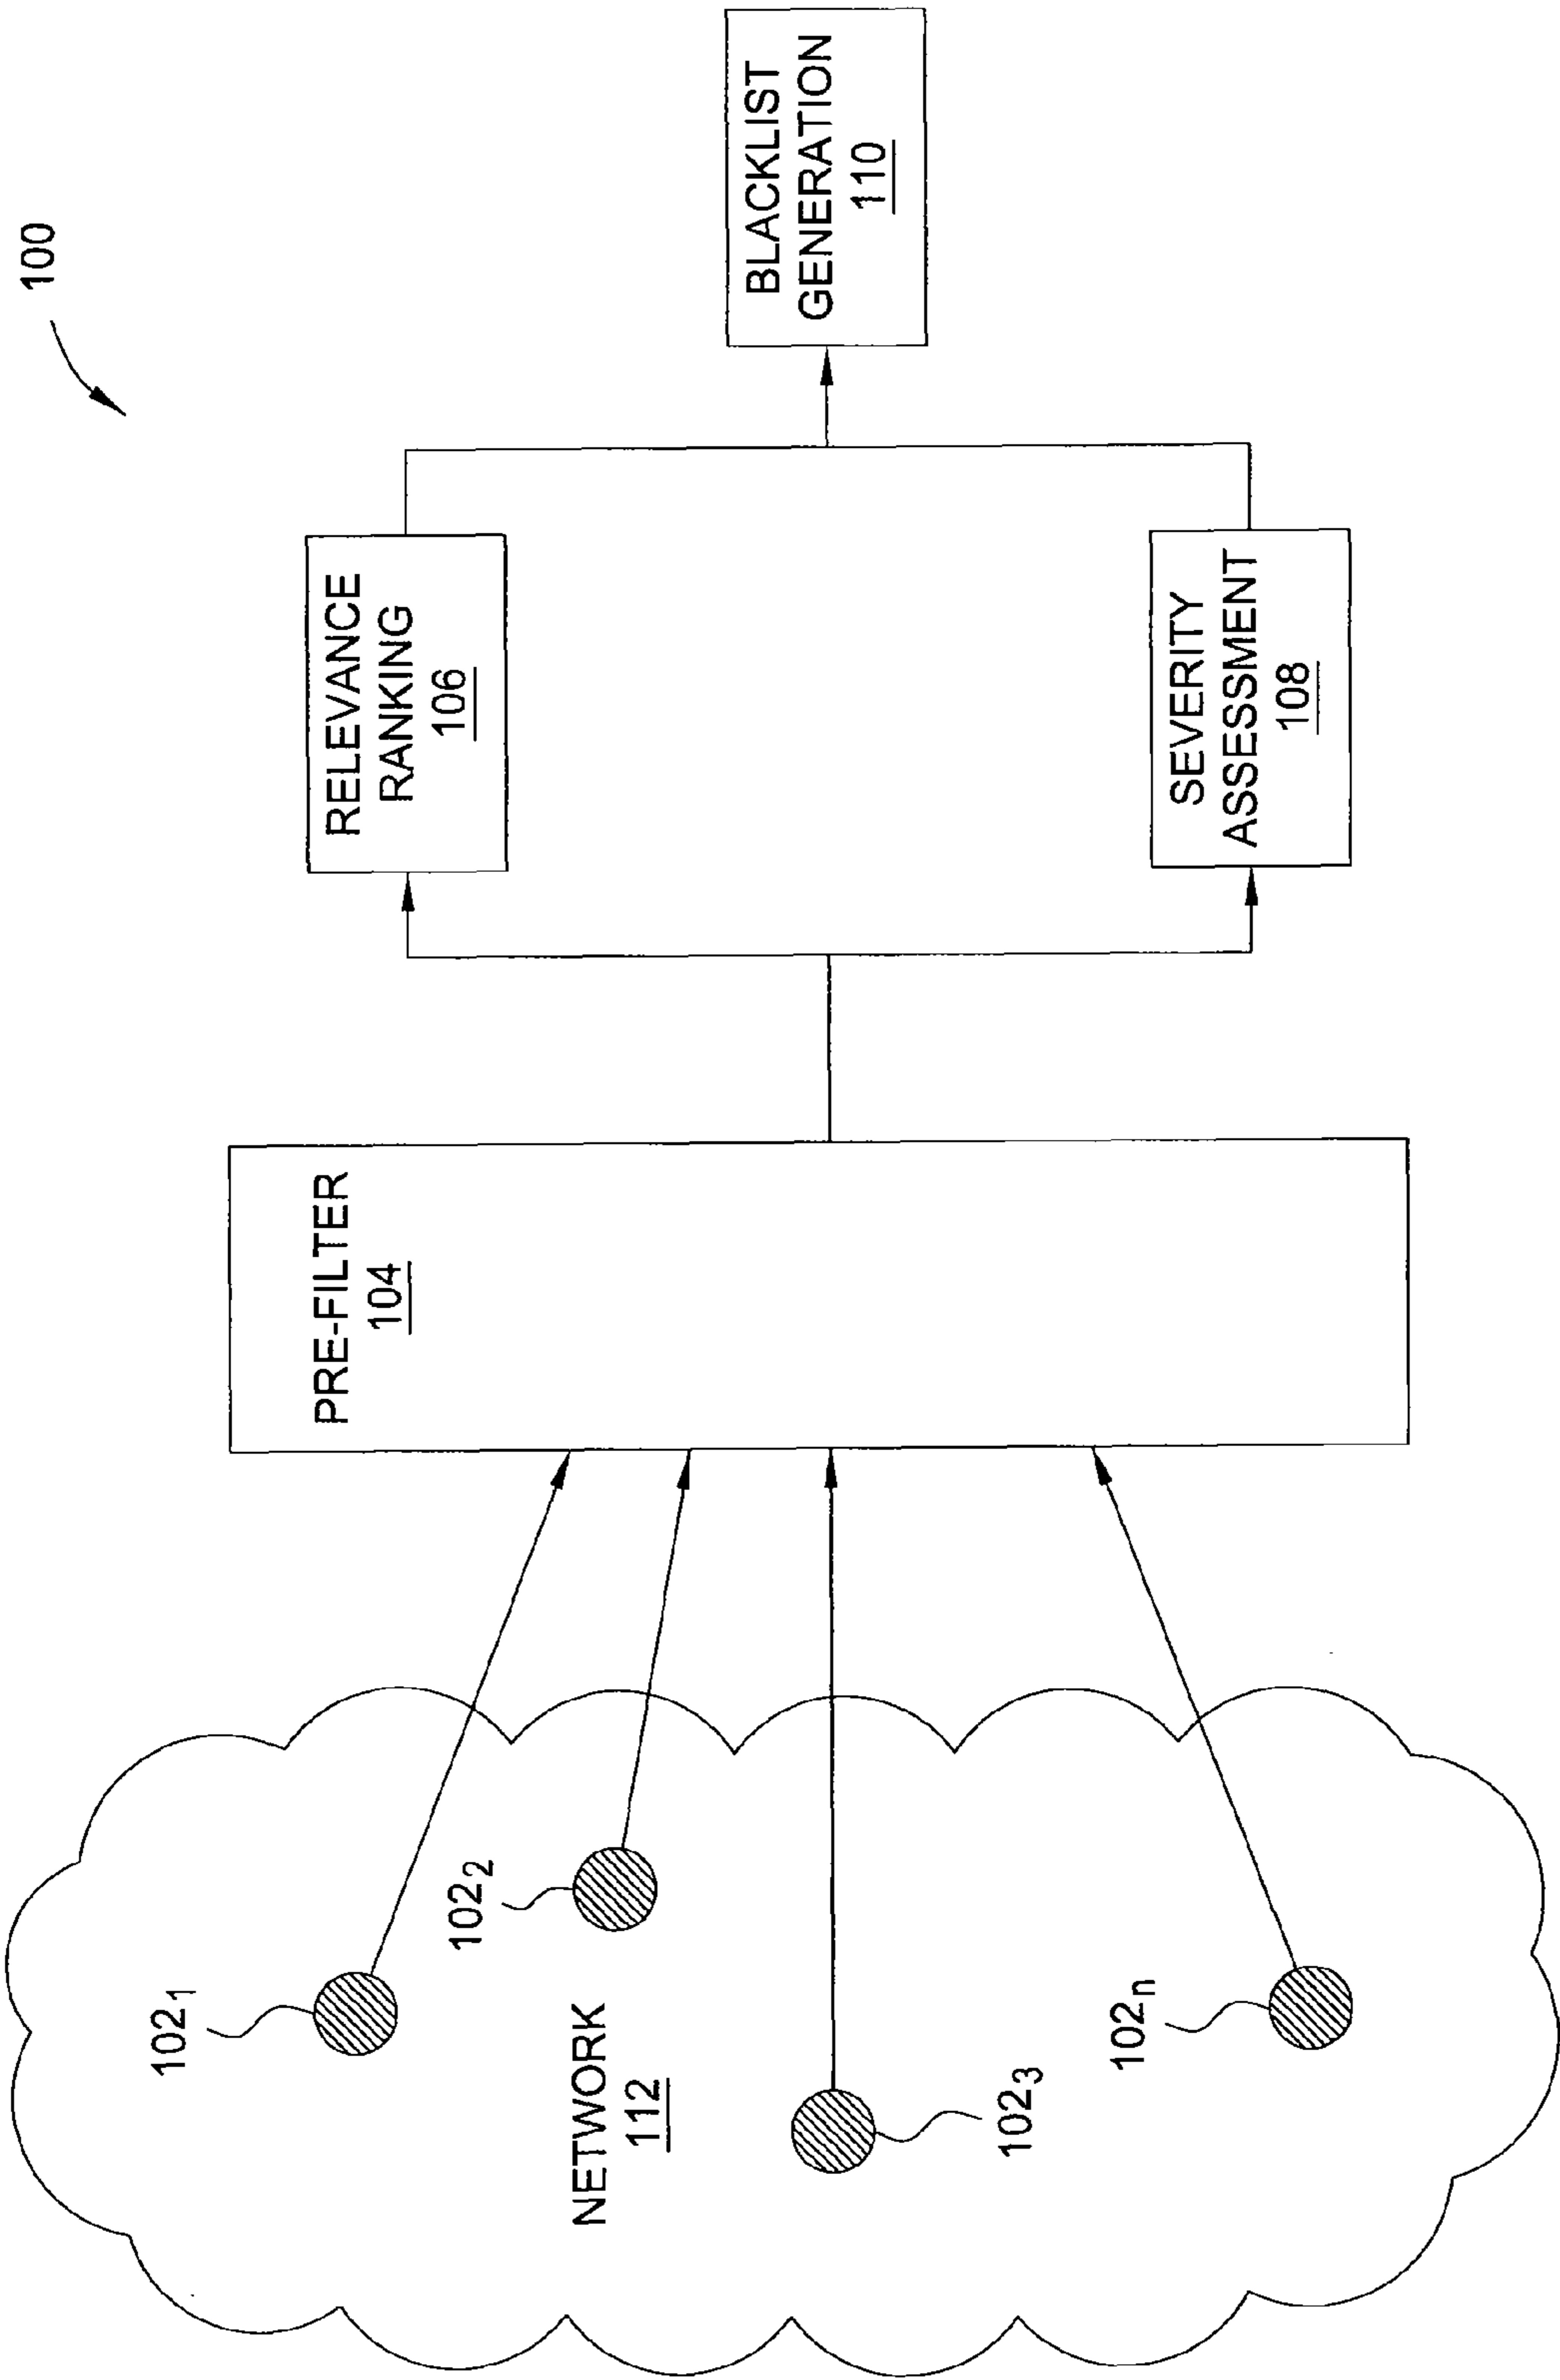 100
BLACKLIST
GENERATION
110
RELEVANCE
RANKING
106
SEVERITY
ASSESSMENT
108
PRE-FILTER
104
102₁
102₂
NETWORK
112
102₃
102ₙ